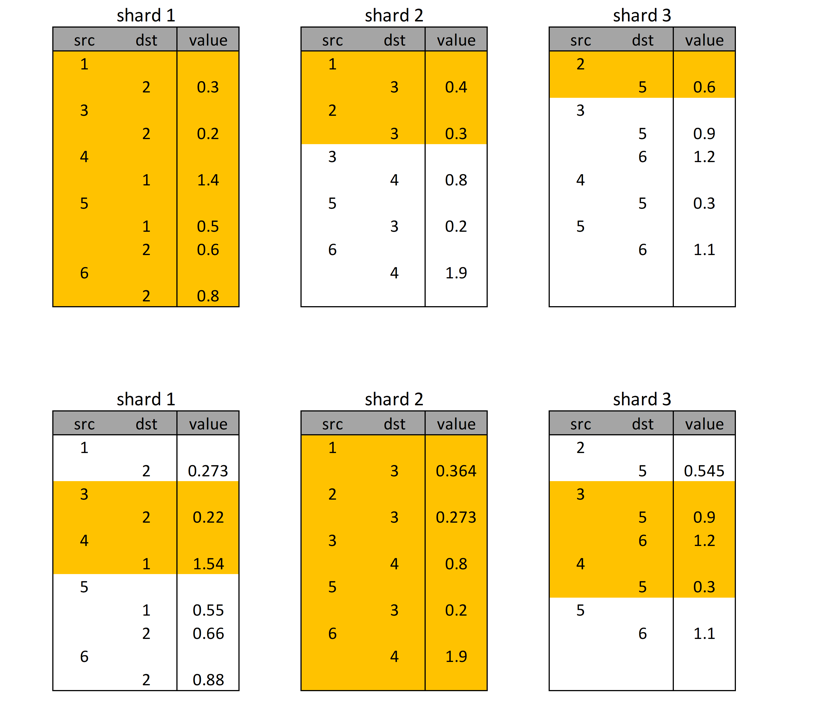 shard 1 shard 2 shard 3
src dst value src dst value src dst value
1 1 2
2 0.3 3 0.4 5 0.6
3 2 3
2 0.2 3 0.3 5 0.9
4 3 6 1.2
1 1.4 4 0.8 4
5 5 5 0.3
1 0.5 3 0.2 5
2 0.6 6 6 1.1
6 4 1.9
2 0.8
shard 1 shard 2 shard 3
src dst value src dst value src dst value
1 1 2
2 0.273 3 0.364 5 0.545
3 2 3
2 0.22 3 0.273 5 0.9
4 3 6 1.2
1 1.54 4 0.8 4
5 5 5 0.3
1 0.55 3 0.2 5
2 0.66 6 6 1.1
6 4 1.9
2 0.88